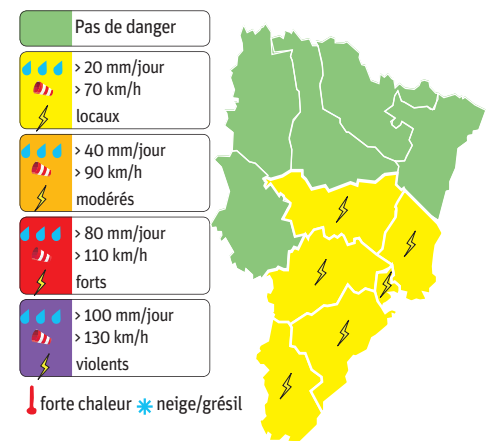 Pas de danger
> 20 mm/jour
> 70 km/h
locaux
> 40 mm/jour
> 90 km/h
modérés
> 80 mm/jour
> 110 km/h
forts
> 100 mm/jour
> 130 km/h
violents
forte chaleur neige/grésil